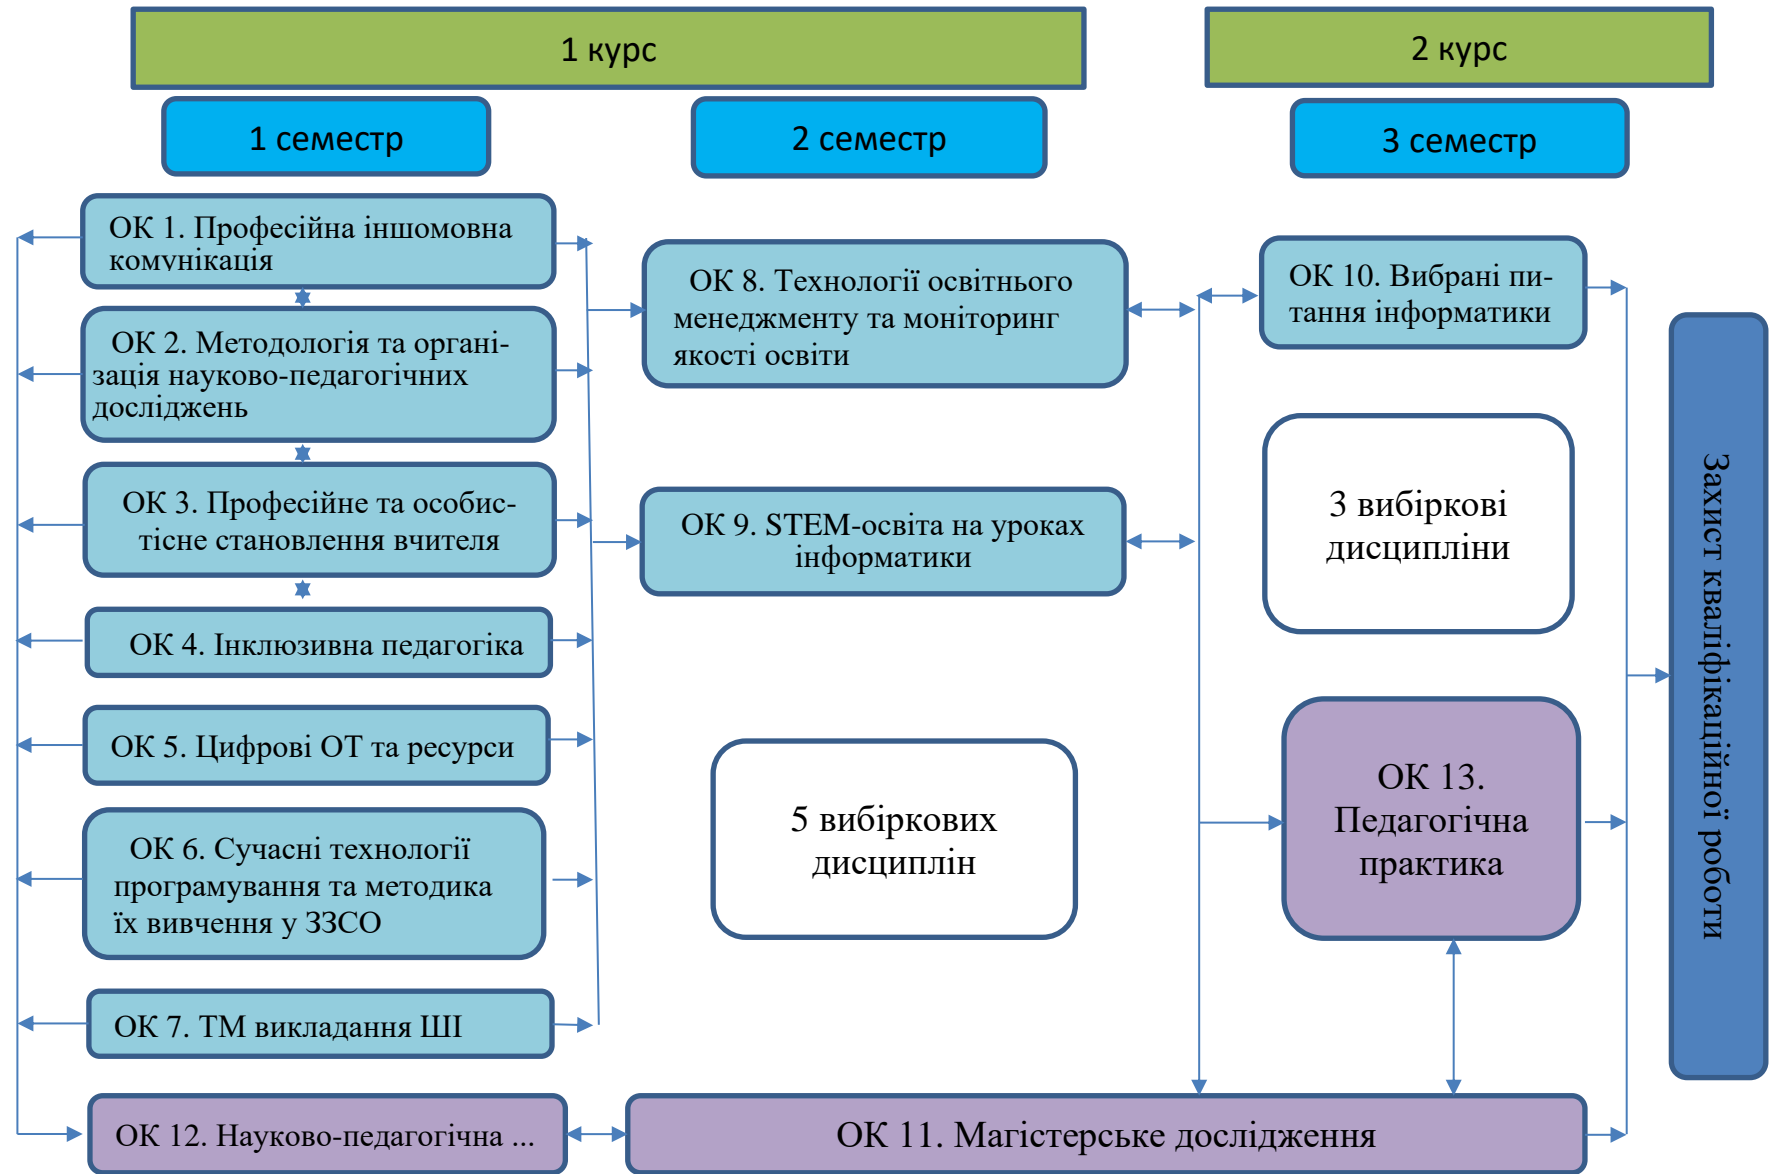 1 курс
2 курс
1 семестр
2 семестр
3 семестр
ОК 1. Професійна іншомовна
комунікація
ОК 2. Методологія та органі-
зація науково-педагогічних
досліджень
ОК 3. Професійне та особис-
тісне становлення вчителя
ОК 4. Інклюзивна педагогіка
ОК 5. Цифрові ОТ та ресурси
ОК 6. Сучасні технології
програмування та методика
їх вивчення у ЗЗСО
ОК 7. ТМ викладання ШІ
ОК 12. Науково-педагогічна ...
ОК 8. Технології освітнього
менеджменту та моніторинг
якості освіти
ОК 9. STEM-освіта на уроках
інформатики
5 вибіркових
дисциплін
ОК 11. Магістерське дослідження
ОК 10. Вибрані пи-
тання інформатики
3 вибіркові
дисципліни
ОК 13.
Педагогічна
практика
Захист кваліфікаційної роботи